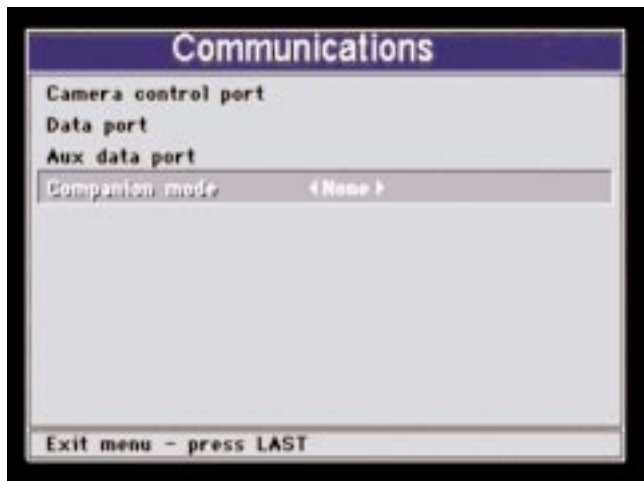 Communications
Camera control port
Data port
Aux data port
Companion mode None
Exit menu - press LAST